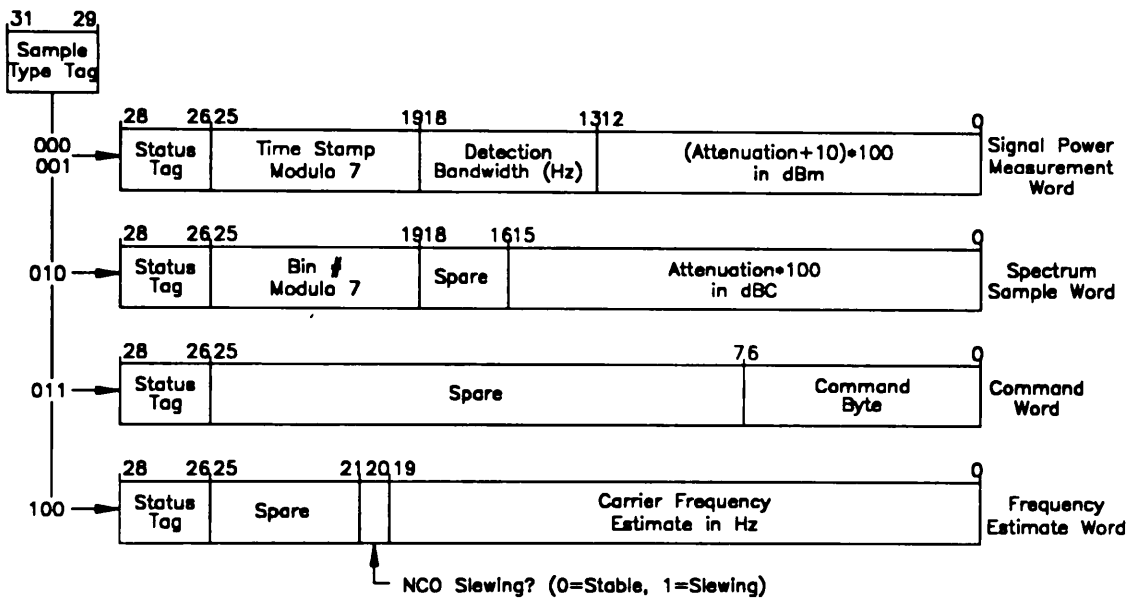 31 29
Sample
Type Tag
28 26 25 19 18 13 12 0
000
001
Status
Tag
Time Stamp
Modulo 7
Detection
Bandwidth (Hz)
(Attenuation+10)*100
in dBm
Signal Power
Measurement
Word
28 26 25 19 18 16 15 0
010
Status
Tag
Bin #
Modulo 7
Spare
Attenuation*100
in dBC
Spectrum
Sample Word
28 26 25 7 6 0
011
Status
Tag
Spare
Command
Byte
Command
Word
28 26 25 21 20 19 0
100
Status
Tag
Spare
Carrier Frequency
Estimate in Hz
Frequency
Estimate Word
NCO Slewing? (0=Stable, 1=Slewing)